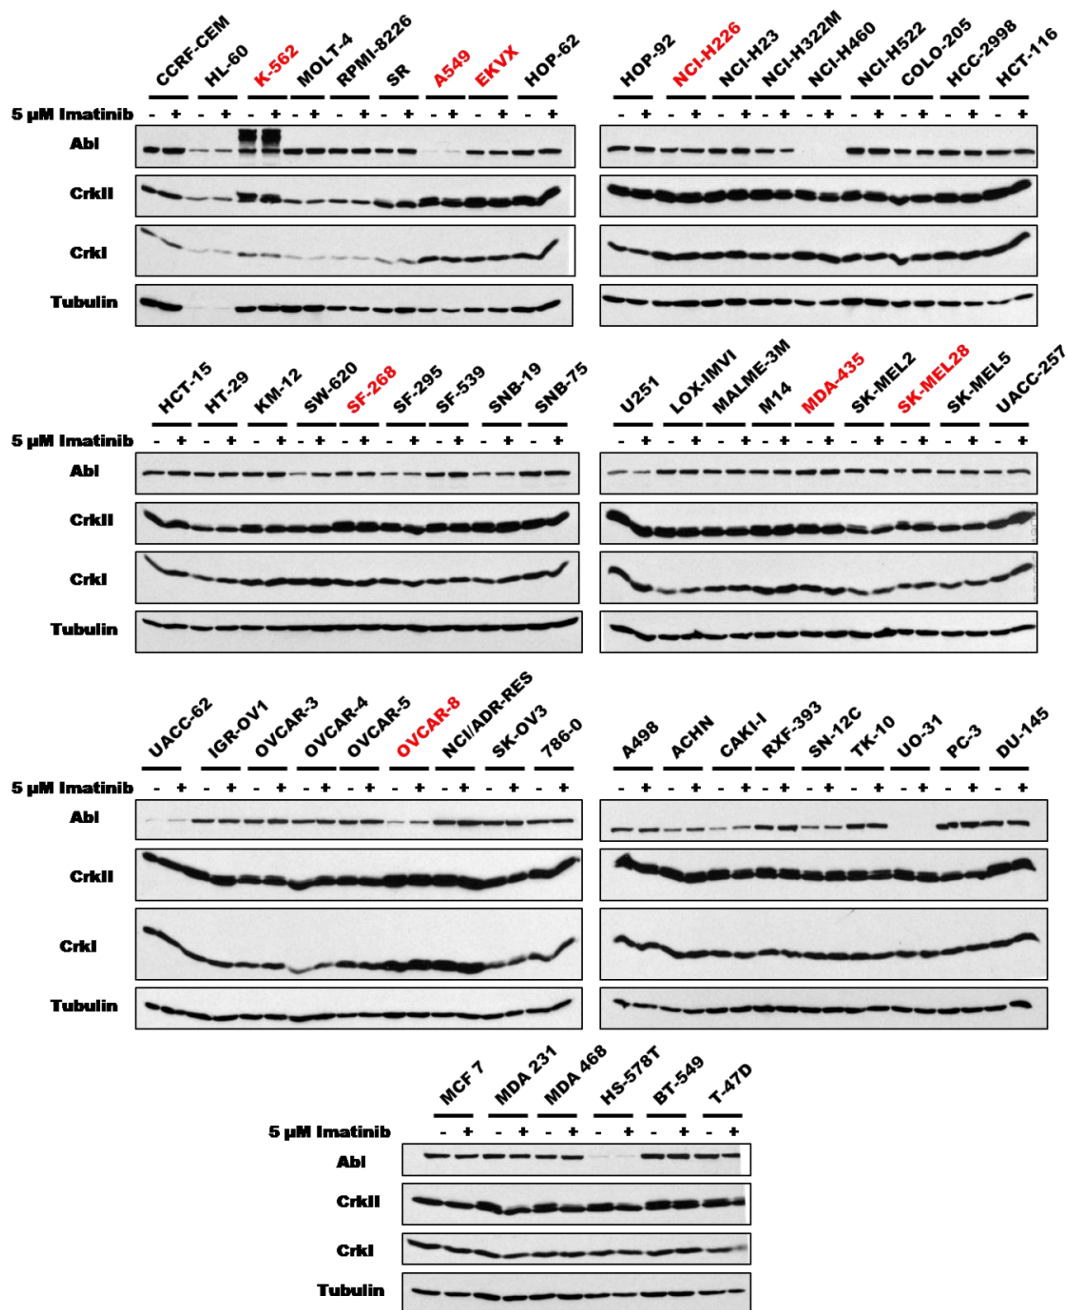 CCRF-CEM HL-60 K-562 MOLT-4 RPMI-8226 SR A549 EKVX HOP-62 HOP-92 NCI-H226 NCI-H23 NCI-H322M NCI-H460 NCI-H522 COLO-205 HCC-2998 HCT-116
5 µM Imatinib - + - + - + - + - + - + - + - + - + - + - + - + - + - + - + - + - + - +
Abl
CrkII
CrkI
Tubulin
HCT-15 HT-29 KM-12 SW-620 SF-268 SF-295 SF-539 SNB-19 SNB-75 U251 LOX-IMVI MALME-3M M14 MDA-435 SK-MEL2 SK-MEL28 SK-MEL5 UACC-257
5 µM Imatinib - + - + - + - + - + - + - + - + - + - + - + - + - + - + - + - + - + - +
Abl
CrkII
CrkI
Tubulin
UACC-62 IGR-OV1 OVCAR-3 OVCAR-4 OVCAR-5 OVCAR-8 NCI/ADR-RES SK-OV3 786-0 A498 ACHN CAKI-I RXF-393 SN-12C TK-10 UO-31 PC-3 DU-145
5 µM Imatinib - + - + - + - + - + - + - + - + - + - + - + - + - + - + - + - + - + - +
Abl
CrkII
CrkI
Tubulin
MCF 7 MDA 231 MDA 468 HS-578T BT-549 T-47D
5 µM Imatinib - + - + - + - + - + - +
Abl
CrkII
CrkI
Tubulin